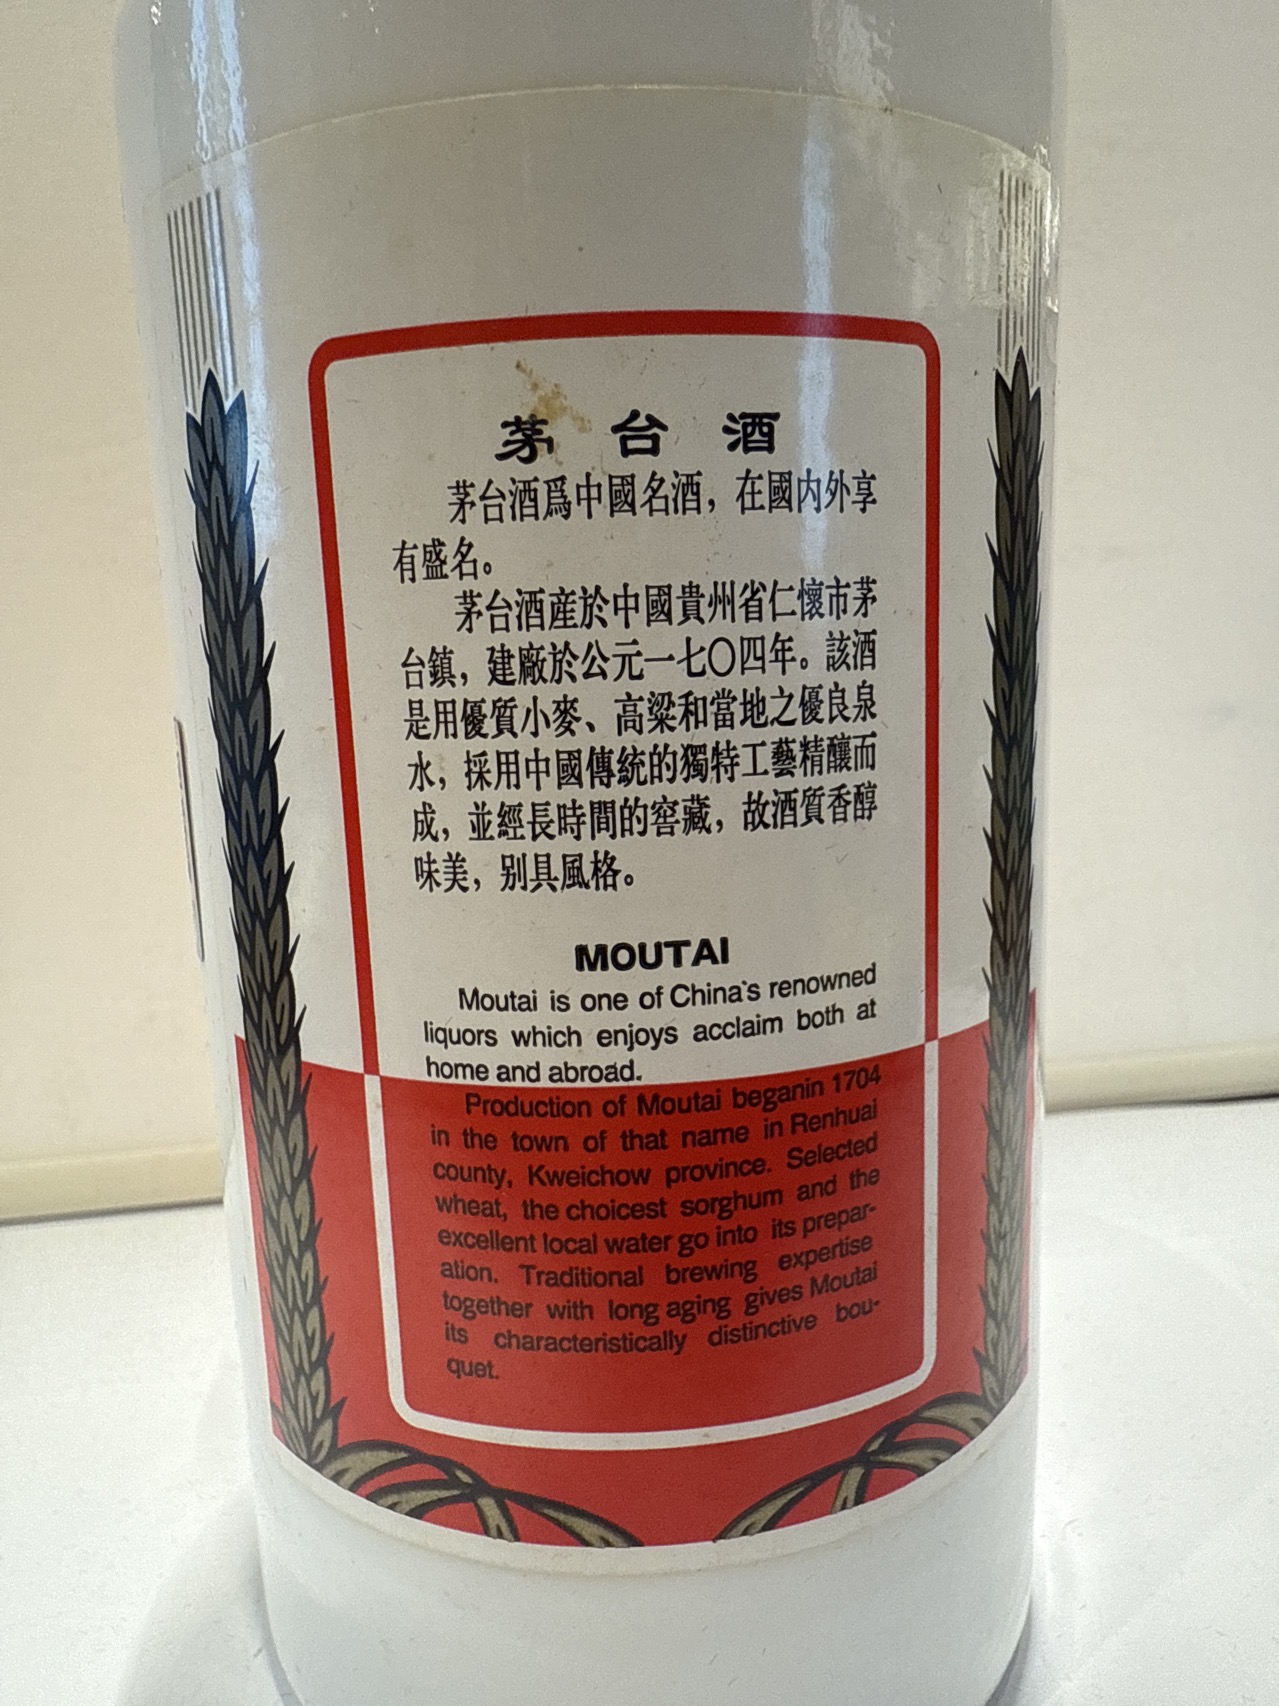 茅台酒
茅台酒爲中國名酒，在國内外享
有盛名。
茅台酒産於中國貴州省仁懷市茅
台鎮，建廠於公元一七〇四年。該酒
是用優質小麥、高粱和當地之優良泉
水，採用中國傳統的獨特工藝精釀而
成，並經長時間的窖藏，故酒質香醇
味美，别具風格。
MOUTAI
Moutai is one of China's renowned
liquors which enjoys acclaim both at
home and abroad.
Production of Moutai beganin 1704
in the town of that name in Renhuai
county, Kweichow province. Selected
wheat, the choicest sorghum and the
excellent local water go into its prepar-
ation. Traditional brewing expertise
together with long aging gives Moutai
its characteristically distinctive bou-
quet.